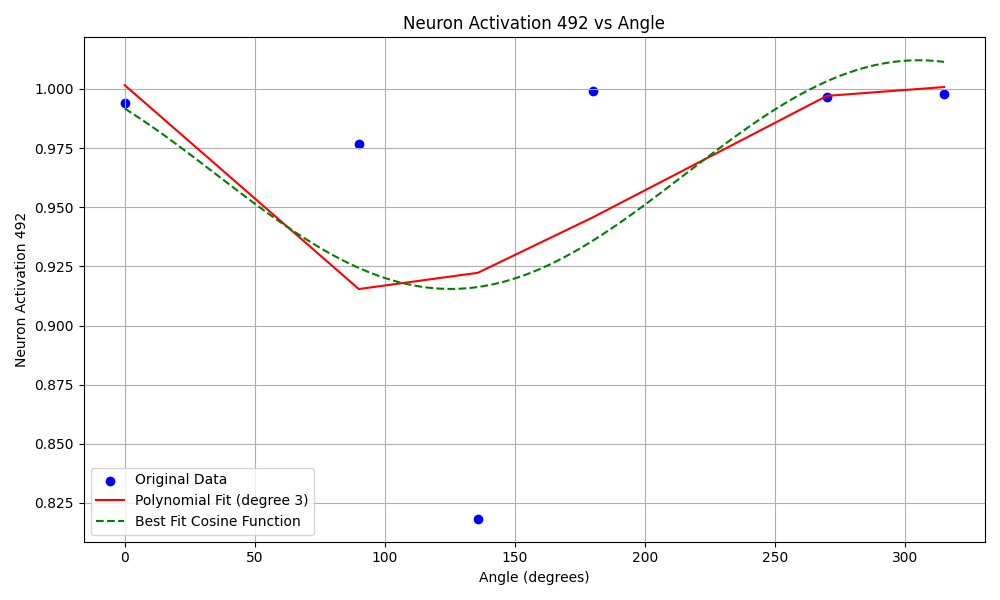 Neuron Activation 492 vs Angle
Neuron Activation 492
1.000
0.975
0.950
0.925
0.900
0.875
0.850
0.825
Original Data
Polynomial Fit (degree 3)
Best Fit Cosine Function
0 50 100 150 200 250 300
Angle (degrees)